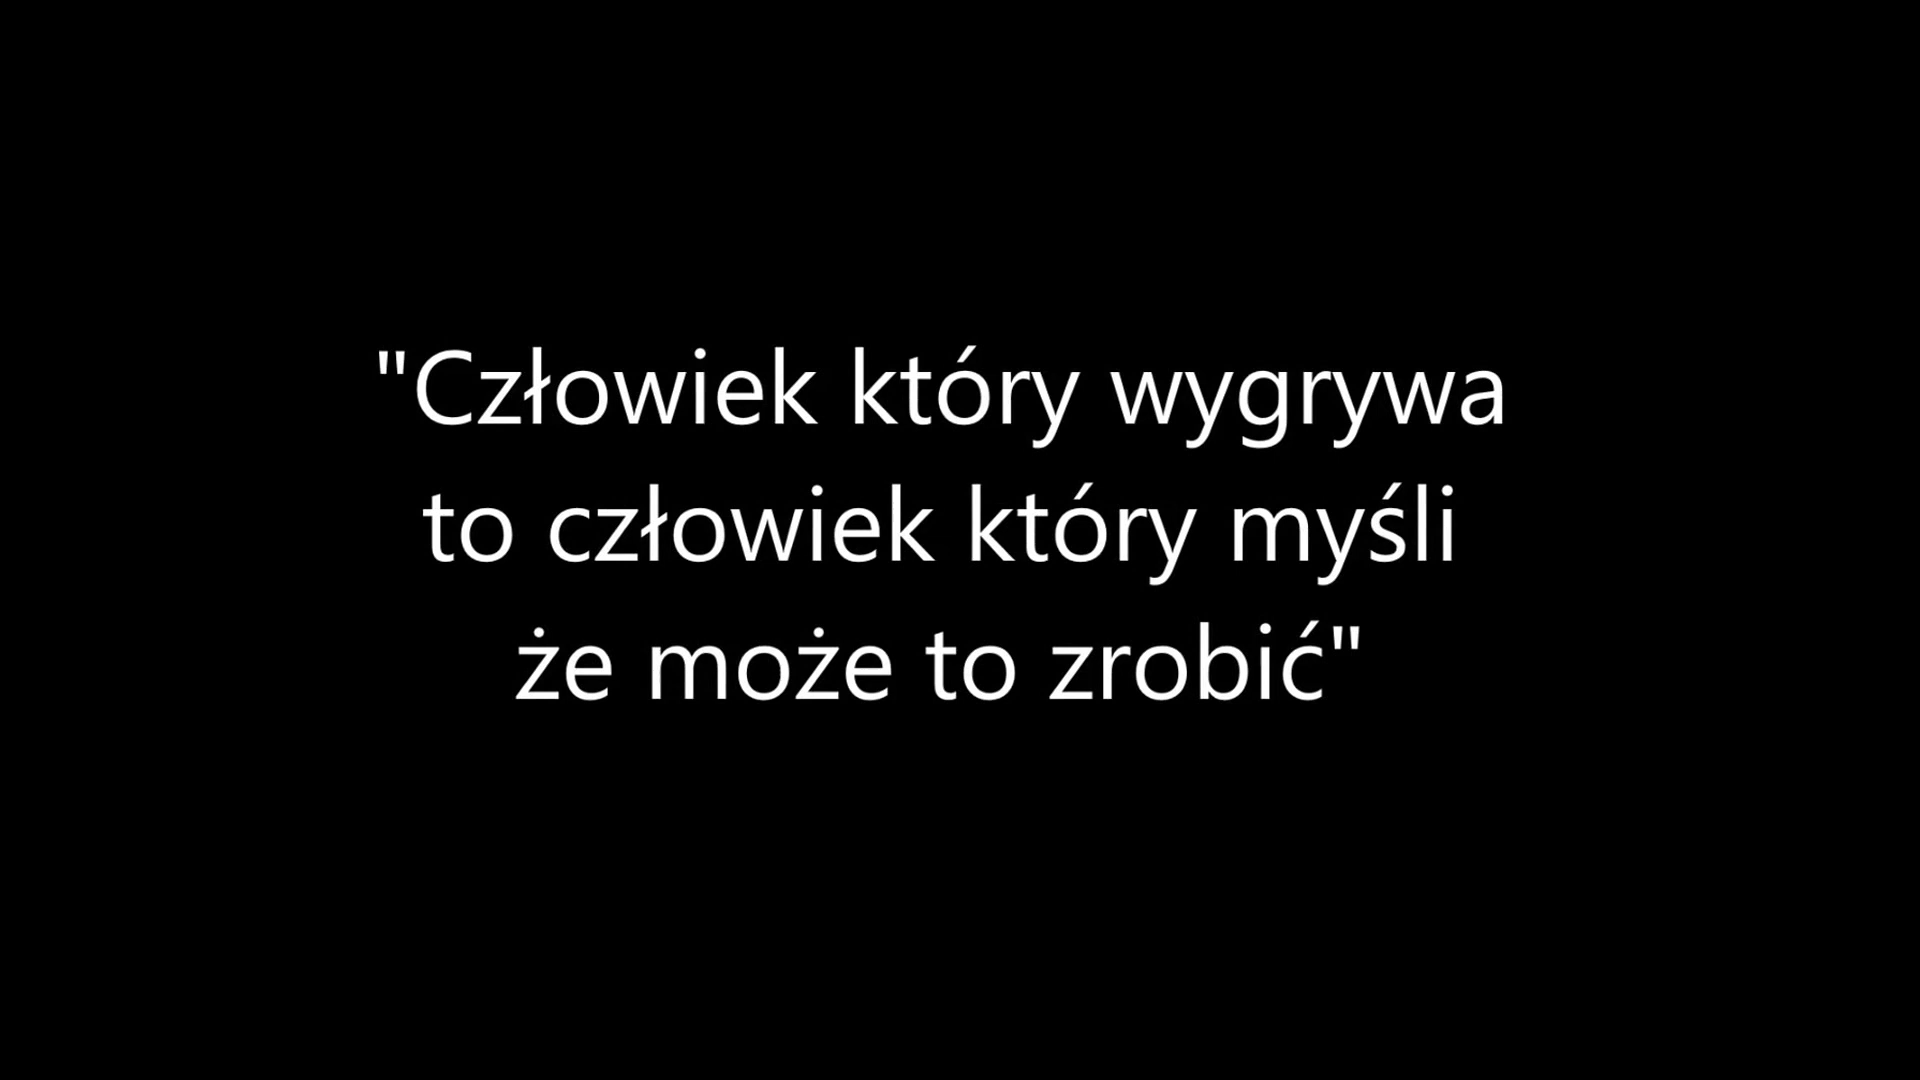 "Człowiek który wygrywa
to człowiek który myśli
że może to zrobić"